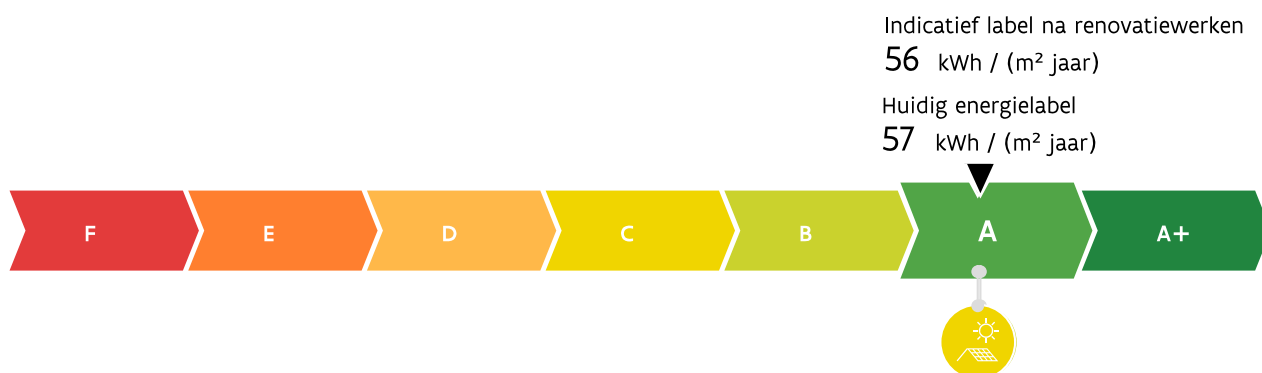 Indicatief label na renovatiewerken
56 kWh / (m² jaar)
Huidig energielabel
57 kWh / (m² jaar)
F E D C B A A+